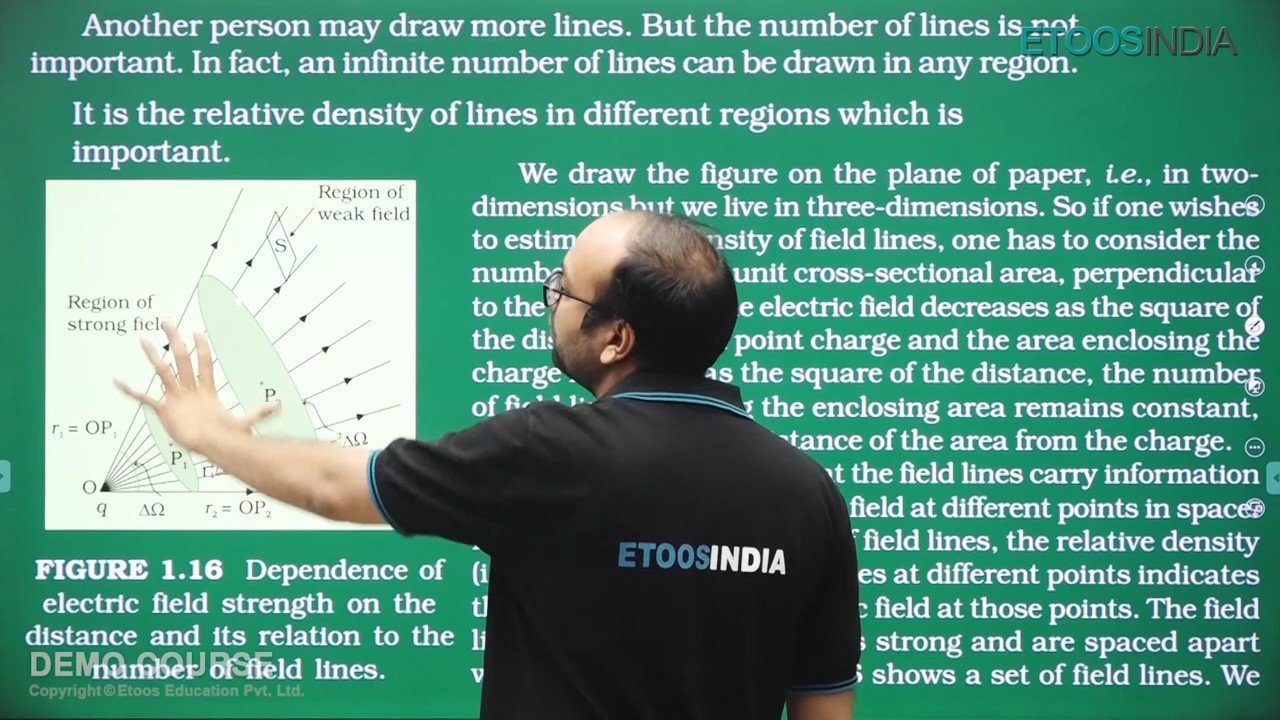 Another person may draw more lines. But the number of lines is not
important. In fact, an infinite number of lines can be drawn in any region.
ETOOSINDIA
It is the relative density of lines in different regions which is
important.
We draw the figure on the plane of paper, i.e., in two-
dimensions but we live in three-dimensions. So if one wishes
to nsity of field lines, one has to consider the
unit cross-sectional area, perpendicular
to the electric field decreases as the square of
the point charge and the area enclosing the
charge as the square of the distance, the number
of the enclosing area remains constant,
stance of the area from the charge.
the field lines carry information
field at different points in space.
field lines, the relative density
es at different points indicates
field at those points. The field
strong and are spaced apart
shows a set of field lines. We
Region of
weak field
S
Region of
strong fiel
P
r₁ = OP₁
P₁
ΔΩ
O
q
ΔΩ
r₂ = OP₂
FIGURE 1.16 Dependence of
electric field strength on the
distance and its relation to the
number of field lines.
ETOOSINDIA
DEMO COURSE
Copyright © Etoos Education Pvt. Ltd.